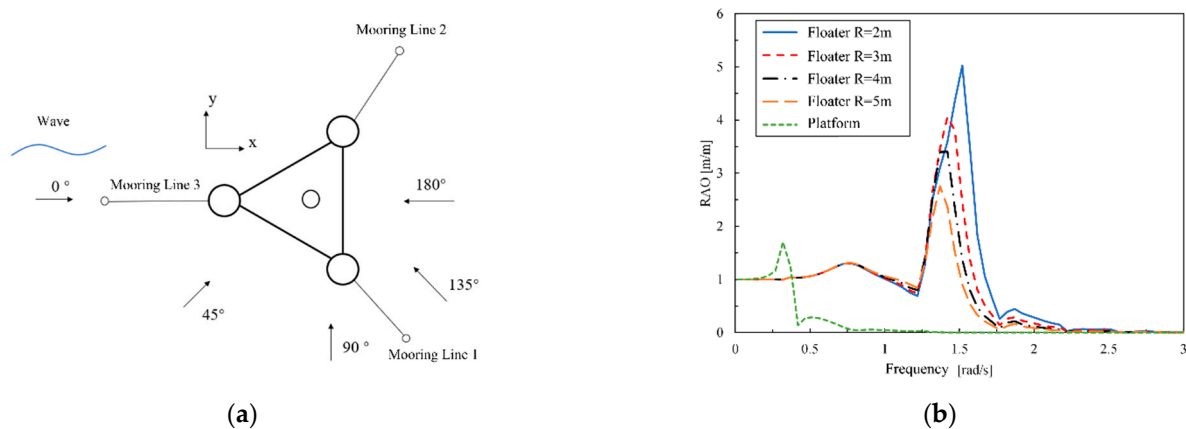 Mooring Line 2
y
x
Wave
0 °
Mooring Line 3
180°
45°
135°
90 °
Mooring Line 1
(a)
Floater R=2m
Floater R=3m
Floater R=4m
Floater R=5m
Platform
6
5
4
3
2
1
0
RAO [m/m]
0 0.5 1 1.5 2 2.5 3
Frequency [rad/s]
(b)